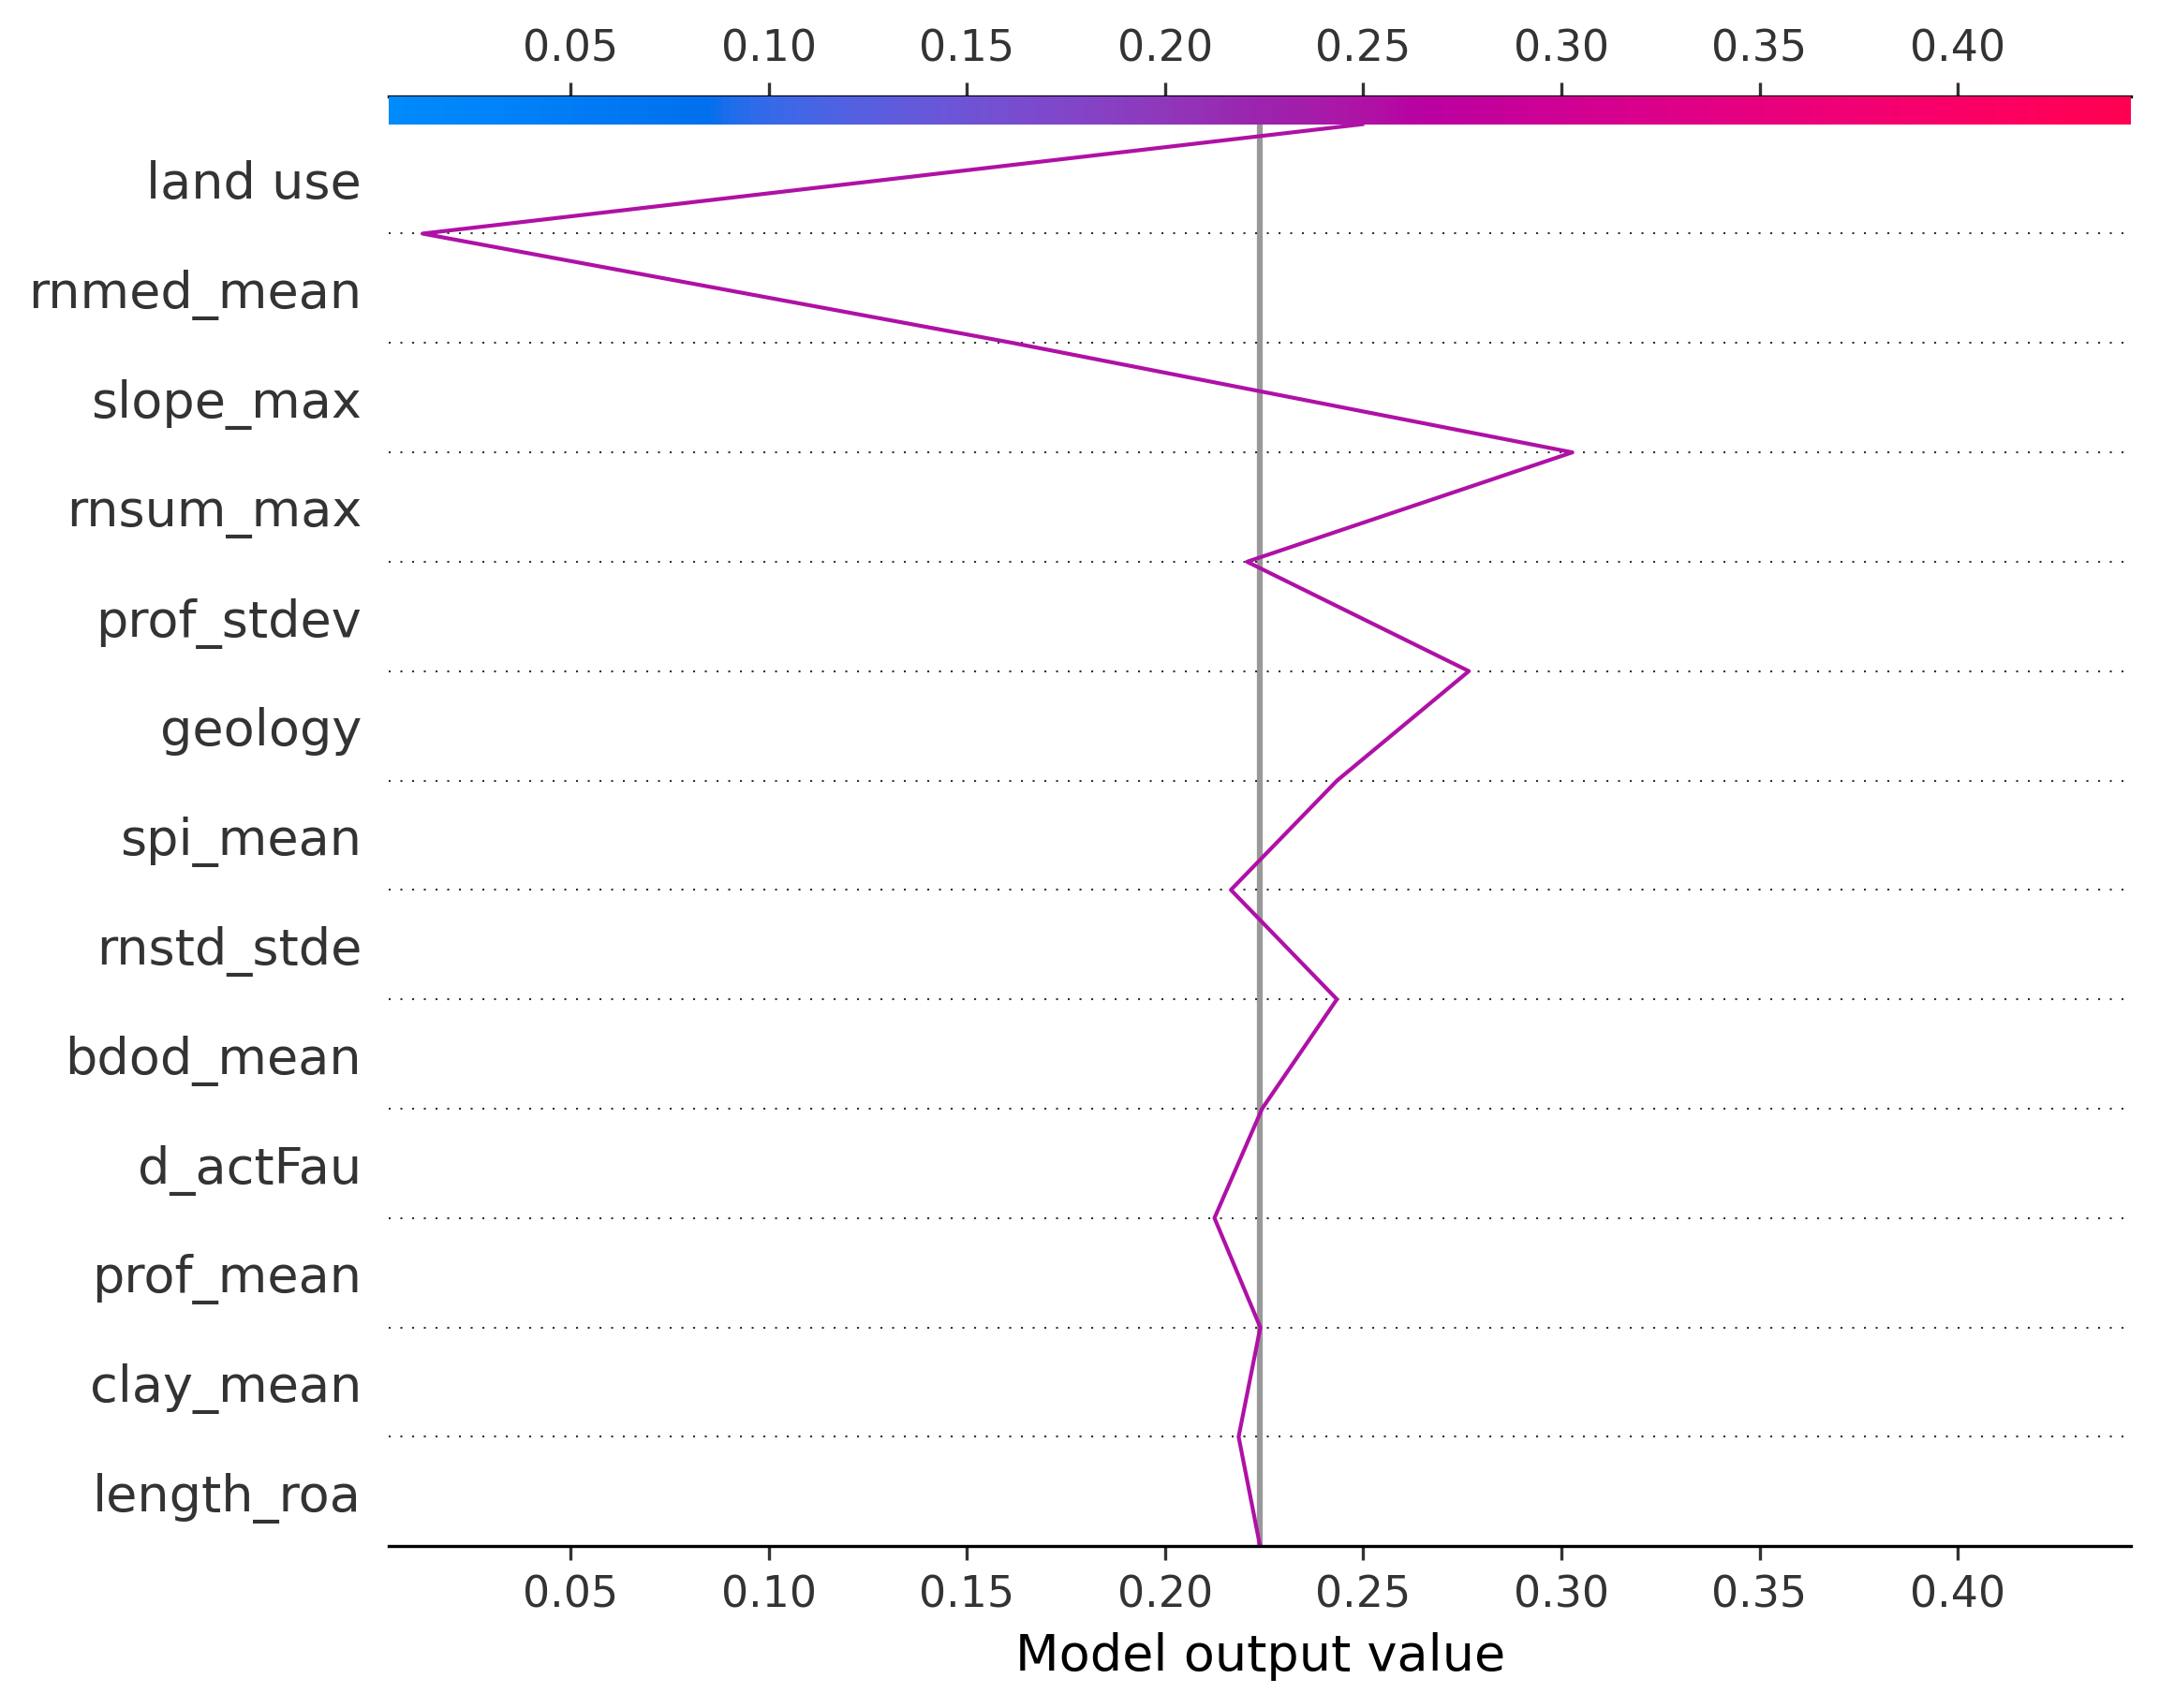 0.05 0.10 0.15 0.20 0.25 0.30 0.35 0.40
land use
rnmed_mean
slope_max
rnsum_max
prof_stdev
geology
spi_mean
rnstd_stde
bdod_mean
d_actFau
prof_mean
clay_mean
length_roa
0.05 0.10 0.15 0.20 0.25 0.30 0.35 0.40
Model output value